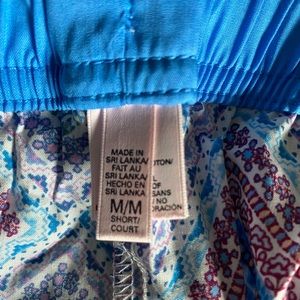 MADE IN
SRI LANKA/
FAIT AU
SRI LANKA/
HECHO EN
SRI LANKA
M/M
SHORT/
COURT